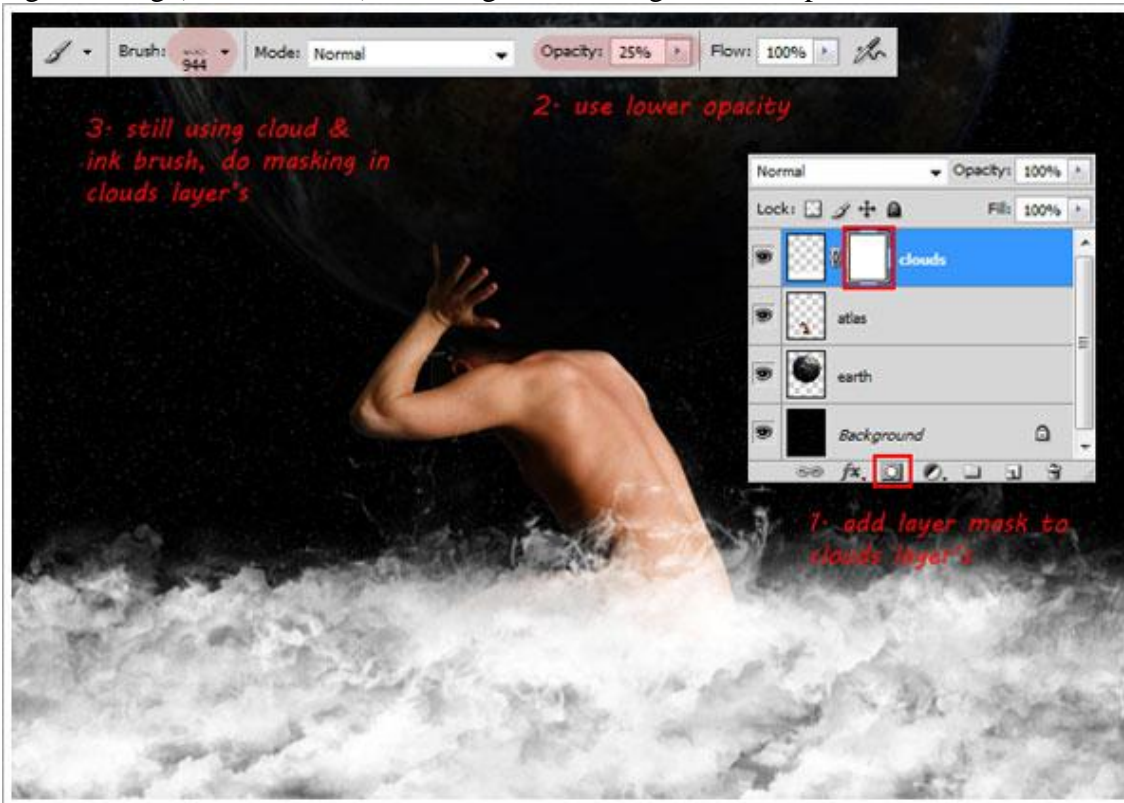 Brush: 944 Mode: Normal Opacity: 25% Flow: 100%
2. use lower opacity
3. still using cloud &
ink brush, do masking in
clouds layer's
Normal Opacity: 100%
Lock: Fill: 100%
clouds
atlas
earth
Background
fx.
1. add layer mask to
clouds layer's